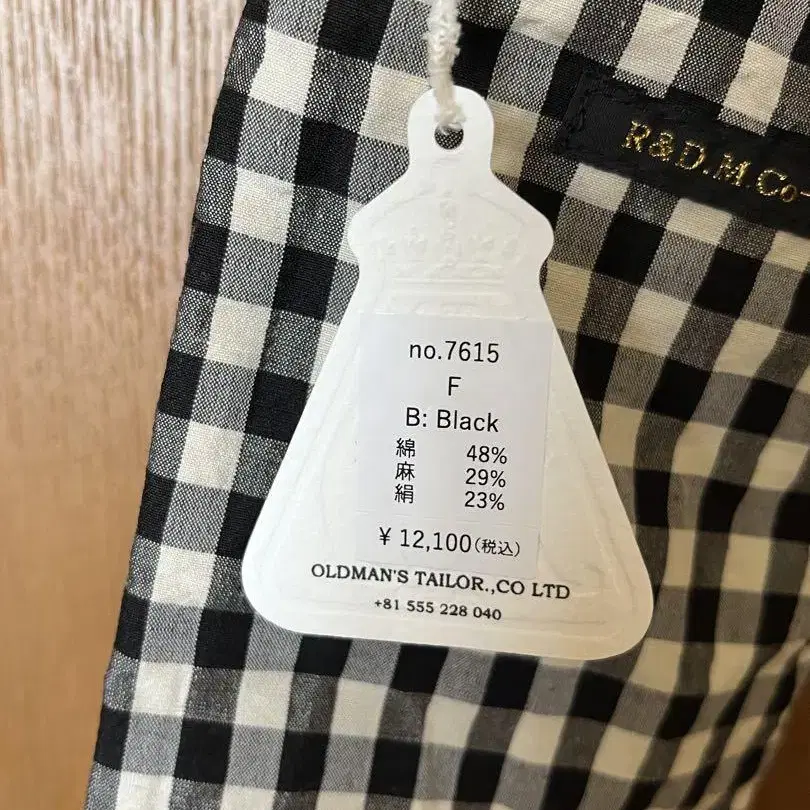 R&D.M.Co-
no.7615
F
B: Black
綿 48%
麻 29%
絹 23%
¥ 12,100(税込)
OLDMAN'S TAILOR.,CO LTD
+81 555 228 040